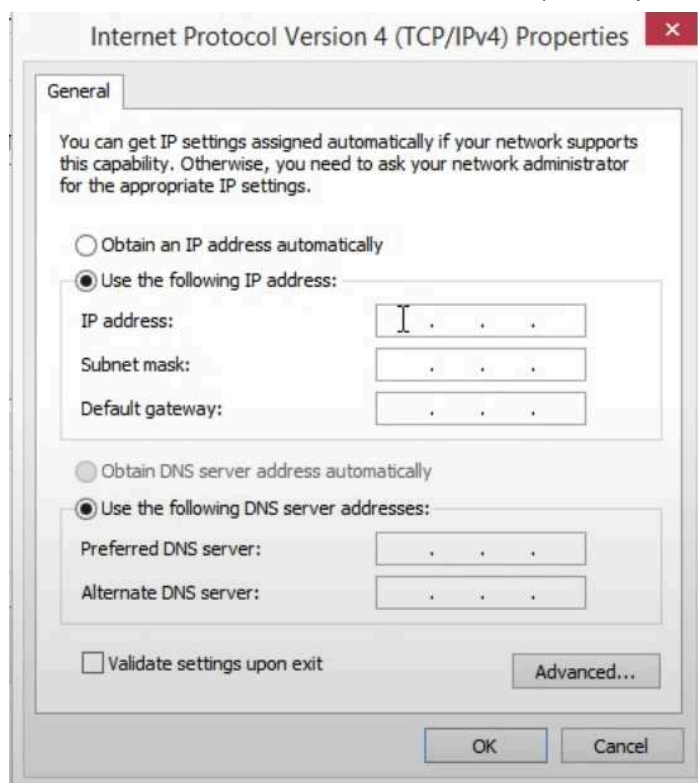 Internet Protocol Version 4 (TCP/IPv4) Properties
General
You can get IP settings assigned automatically if your network supports
this capability. Otherwise, you need to ask your network administrator
for the appropriate IP settings.
Obtain an IP address automatically
Use the following IP address:
IP address: . . .
Subnet mask: . . .
Default gateway: . . .
Obtain DNS server address automatically
Use the following DNS server addresses:
Preferred DNS server: . . .
Alternate DNS server: . . .
Validate settings upon exit
Advanced...
OK Cancel